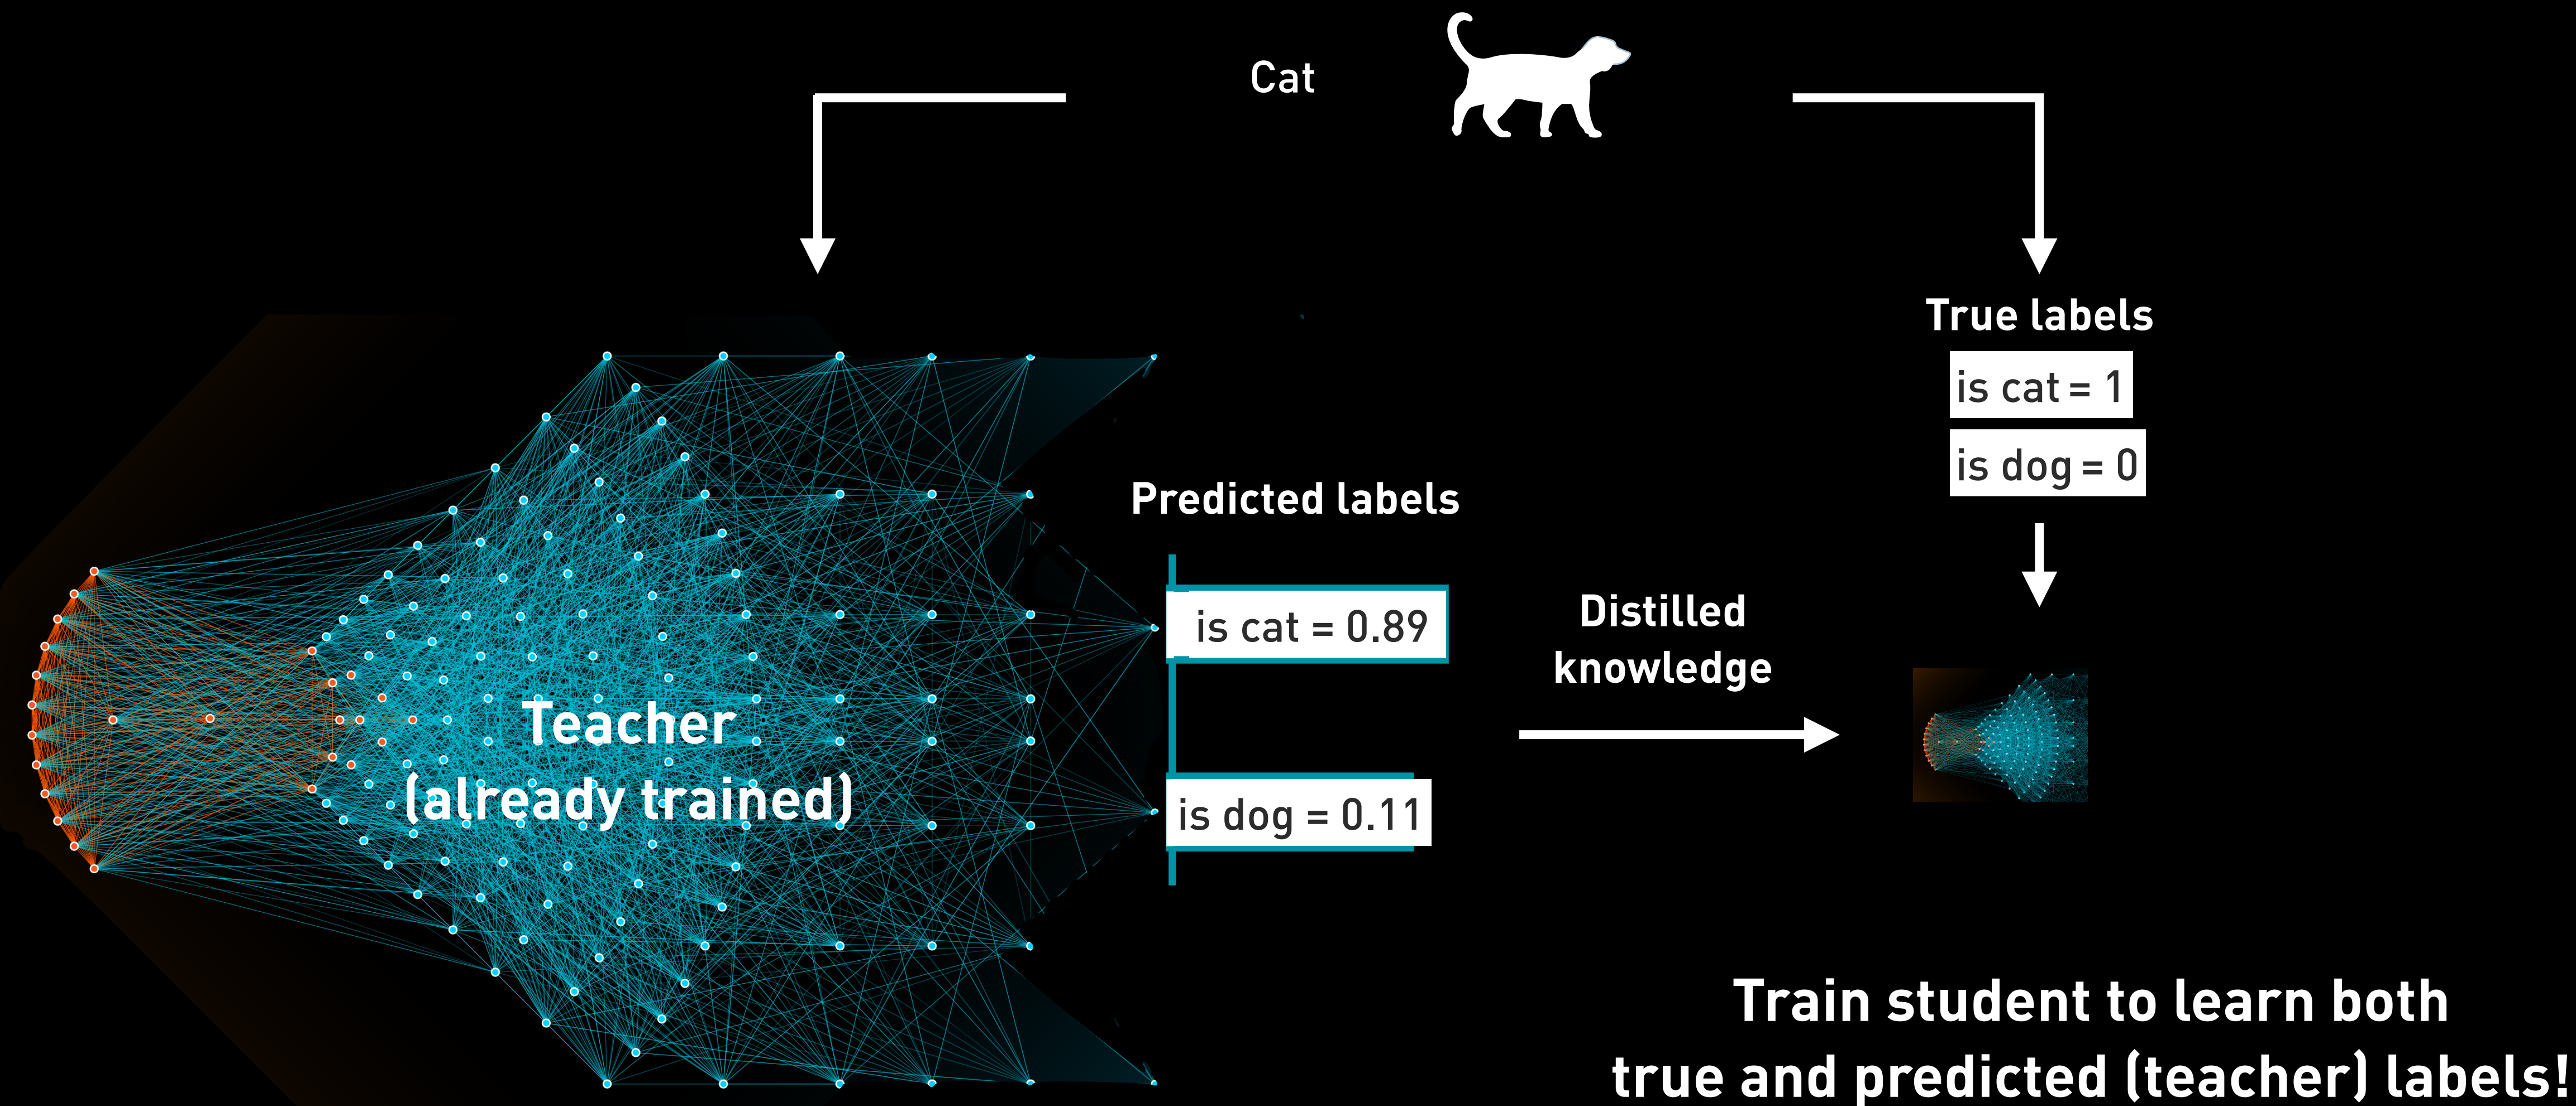 Cat
True labels
is cat = 1
is dog = 0
Predicted labels
is cat = 0.89
is dog = 0.11
Distilled
knowledge
Teacher
(already trained)
Train student to learn both
true and predicted (teacher) labels!